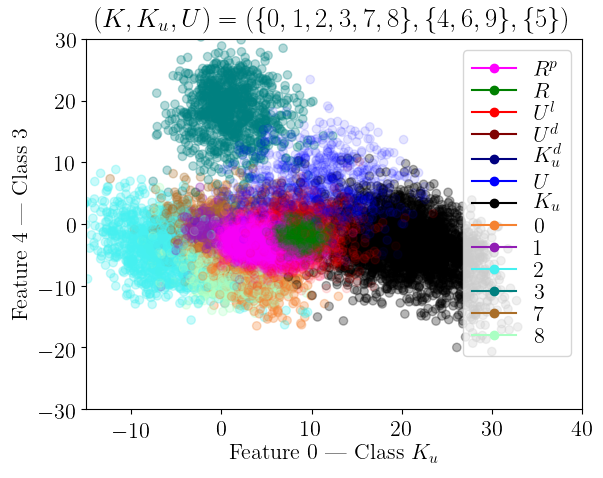 (K, K_u, U) = ({0, 1, 2, 3, 7, 8}, {4, 6, 9}, {5})
30
20
10
0
−10
−20
−30
Feature 4 — Class 3
−10
0
10
20
30
40
Feature 0 — Class K_u
R^p
R
U^l
U^d
K_u^d
U
K_u
0
1
2
3
7
8